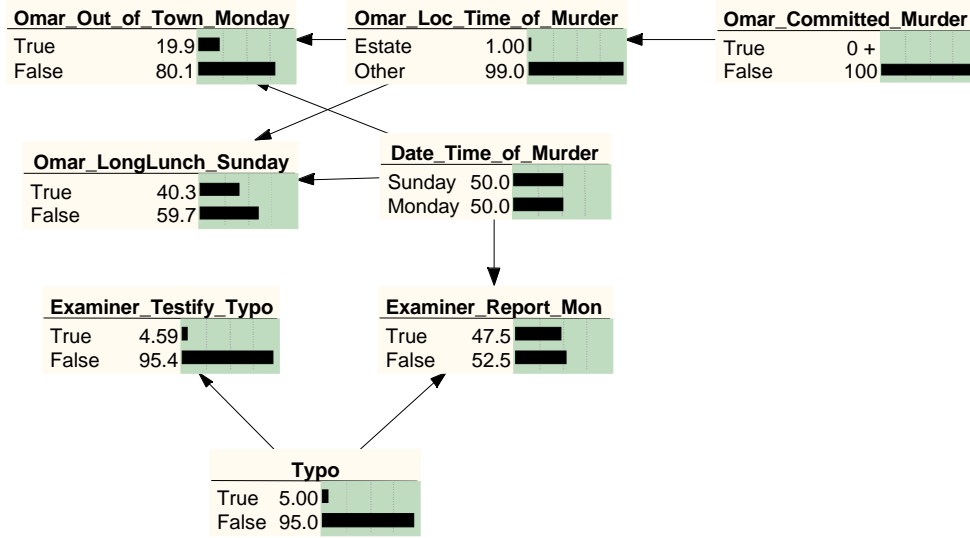 Omar_Out_of_Town_Monday
True 19.9
False 80.1
Omar_Loc_Time_of_Murder
Estate 1.00
Other 99.0
Omar_Committed_Murder
True 0 +
False 100
Omar_LongLunch_Sunday
True 40.3
False 59.7
Date_Time_of_Murder
Sunday 50.0
Monday 50.0
Examiner_Testify_Typo
True 4.59
False 95.4
Examiner_Report_Mon
True 47.5
False 52.5
Typo
True 5.00
False 95.0